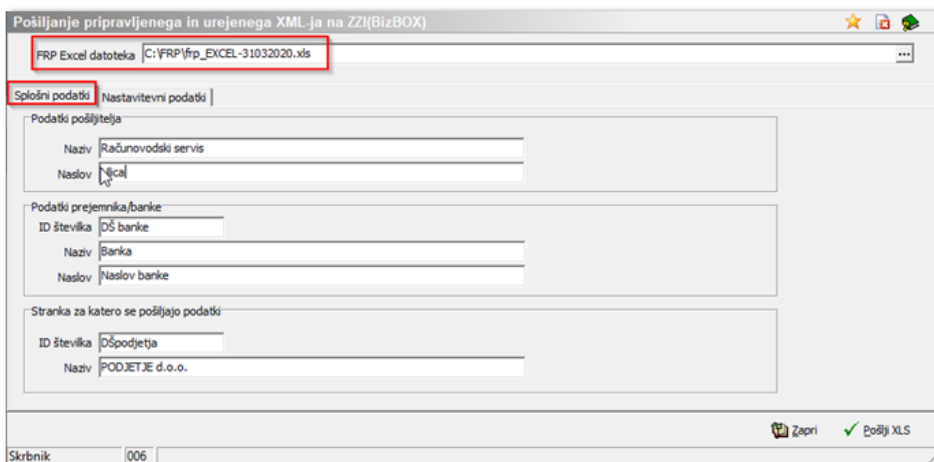 Pošiljanje pripravljenega in urejenega XML-ja na ZZI(BizBOX)
FRP Excel datoteka C:\FRP\frp_EXCEL-31032020.xls ...
Splošni podatki Nastavitevni podatki
Podatki pošiljitelja
Naziv Računovodski servis
Naslov
Podatki prejemnika/banke
ID številka DŠ banke
Naziv Banka
Naslov Naslov banke
Stranka za katero se pošiljajo podatki
ID številka DŠpodjetja
Naziv PODJETJE d.o.o.
Zapri Pošlji XLS
Skrbnik 006